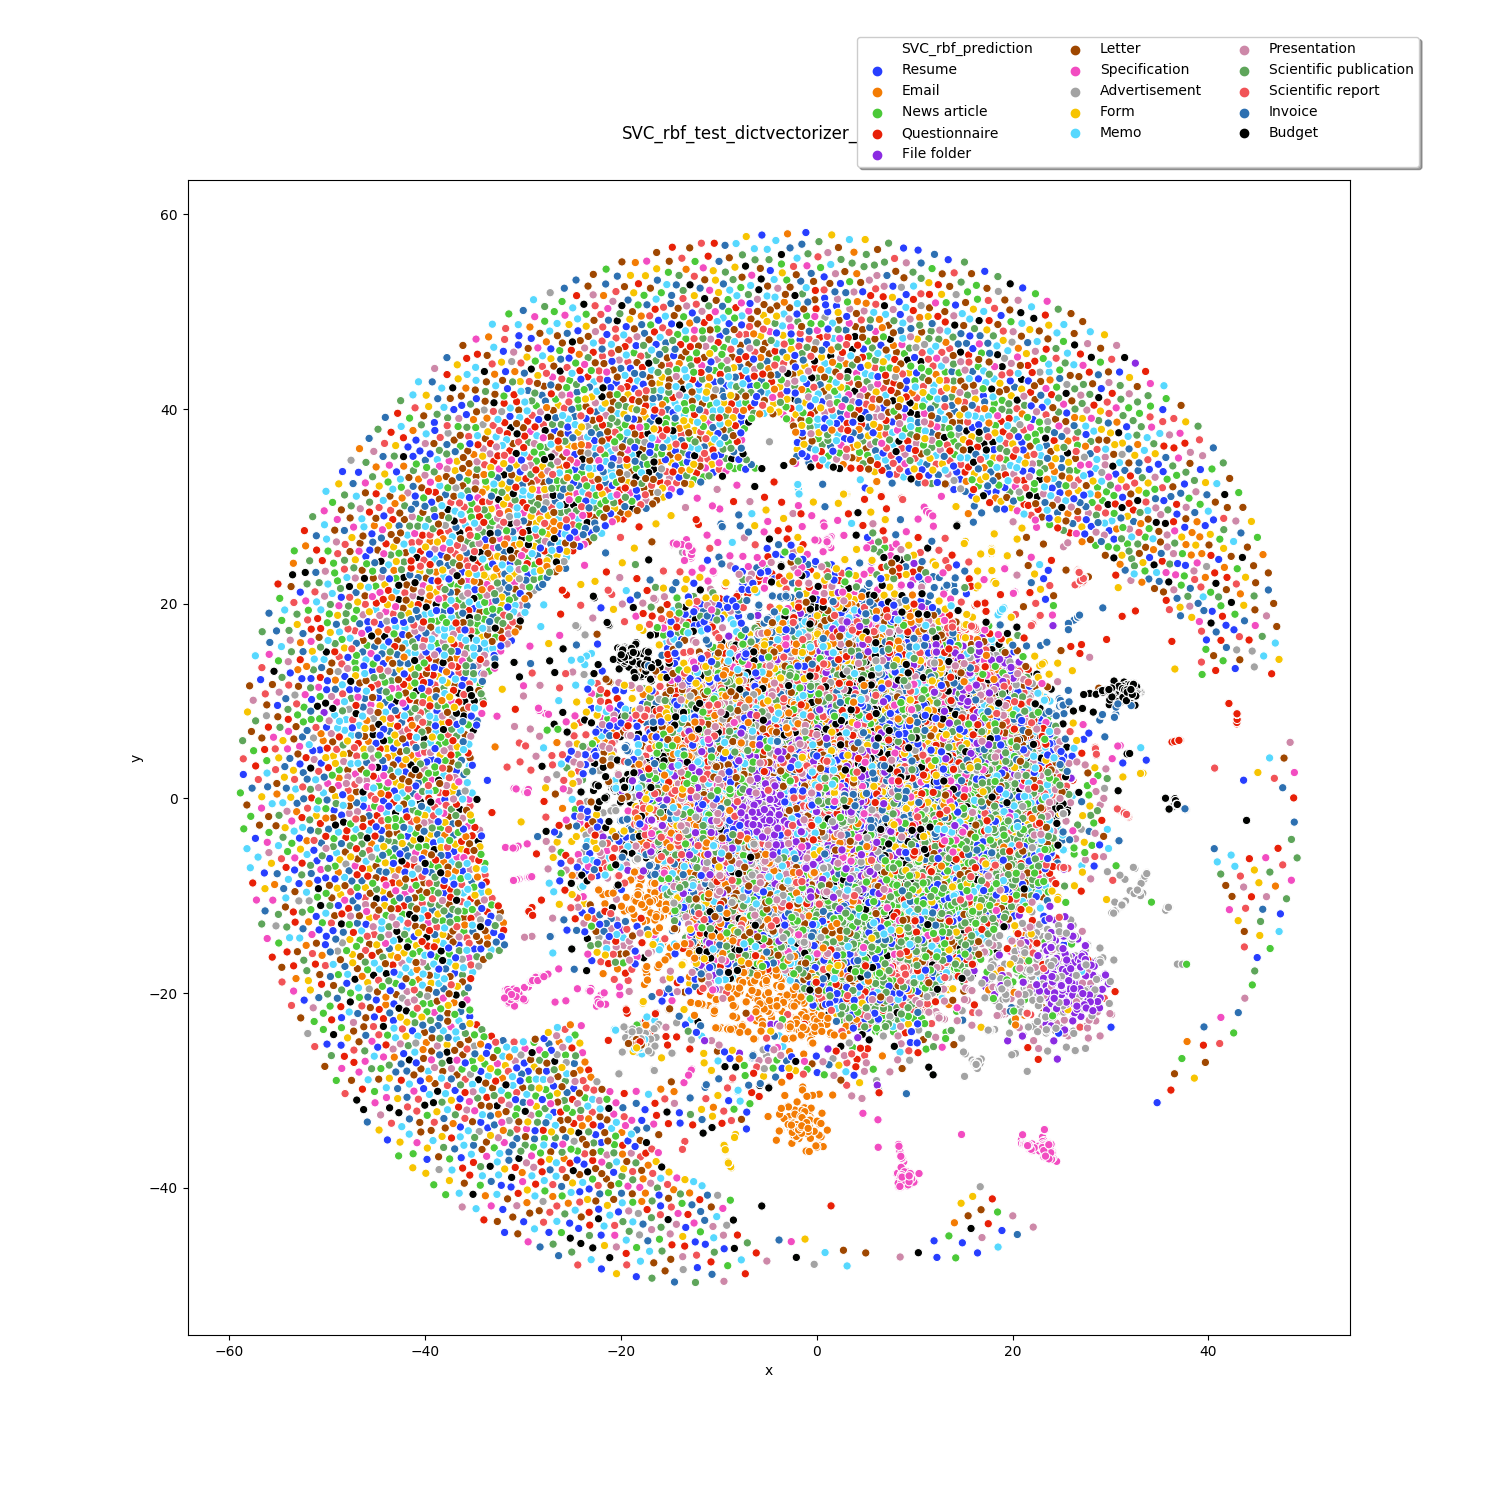 SVC_rbf_prediction
Resume
Email
News article
Questionnaire
File folder
Letter
Specification
Advertisement
Form
Memo
Presentation
Scientific publication
Scientific report
Invoice
Budget
SVC_rbf_test_dictvectorizer_
60
40
20
0
−20
−40
y
−60
−40
−20
0
20
40
x